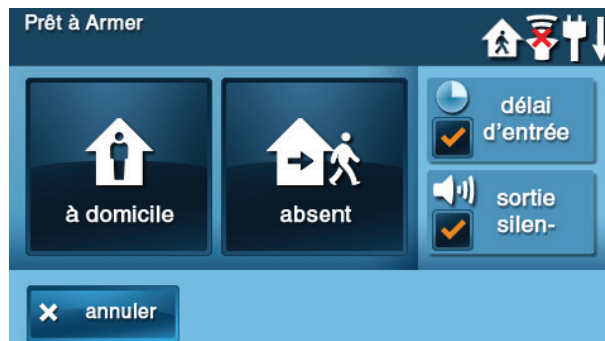 Prêt à Armer
à domicile
absent
délai
d'entrée
sortie
silen-
annuler